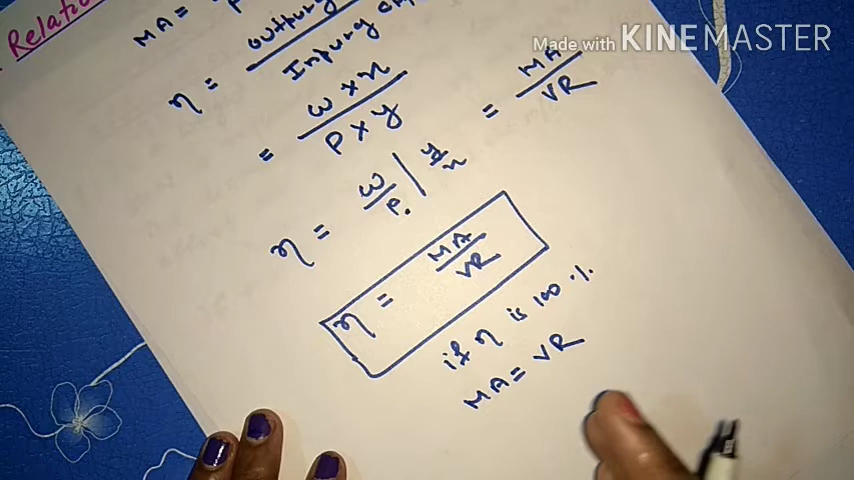 Relatio
MA =
Made with KINEMASTER
η = output / Input
= W × x / P × y = MA / VR
η = W/P. | y/x
η = MA / VR
if η is 100 %.
MA = VR